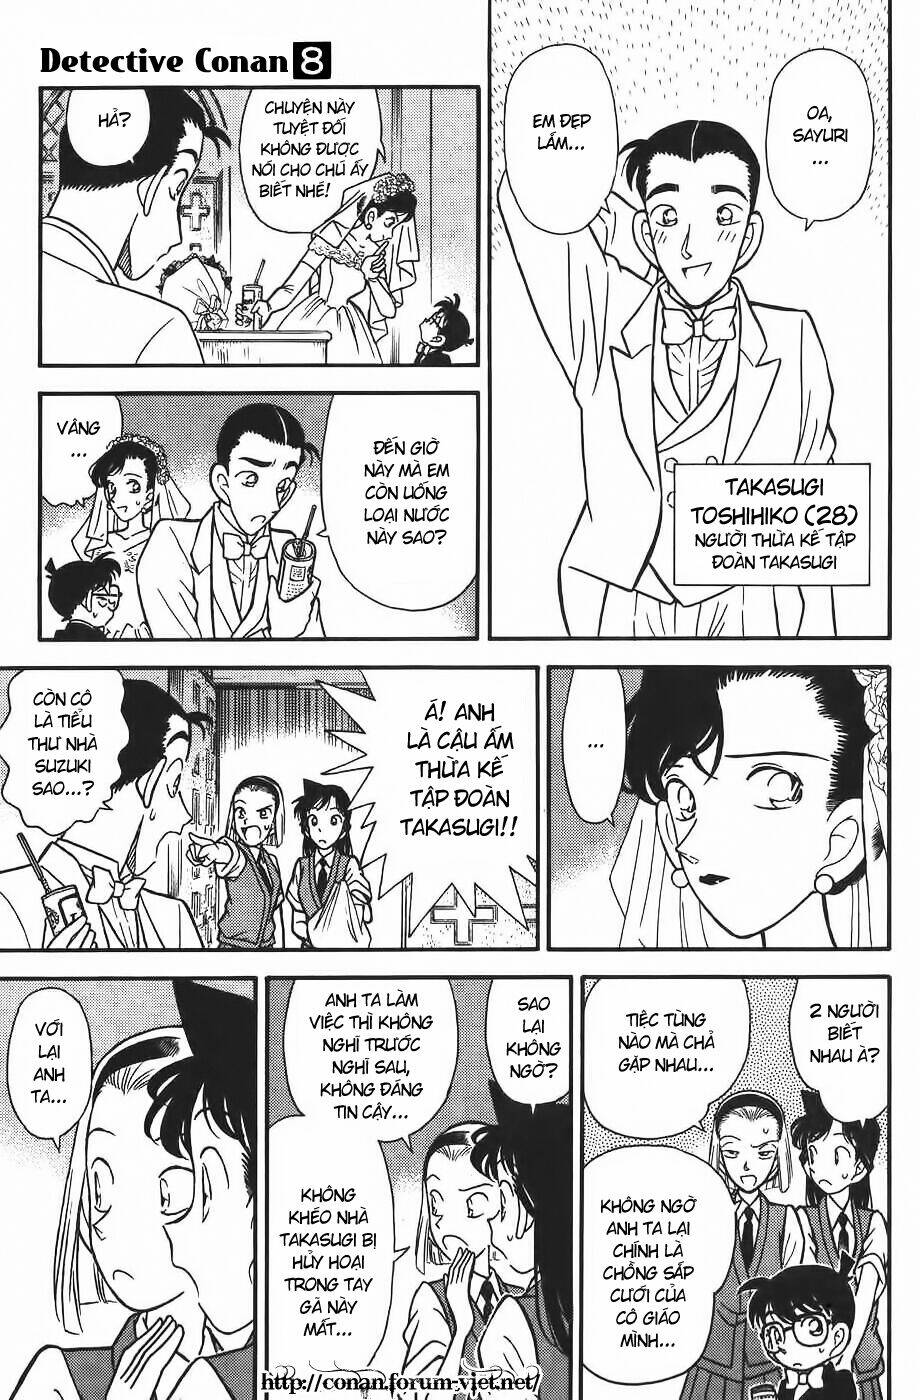 Detective Conan 8
OA,
SAYURI
...
EM ĐẸP
LẮM...
TAKASUGI
TOSHIHIKO (28)
NGƯỜI THỪA KẾ TẬP
ĐOÀN TAKASUGI
CHUYỆN NÀY
TUYỆT ĐỐI
KHÔNG ĐƯỢC
NÓI CHO CHÚ ẤY
BIẾT NHÉ!
HẢ?
ĐẾN GIỜ
NÀY MÀ EM
CÒN UỐNG
LOẠI NƯỚC
NÀY SAO?
VÂNG
...
...
Á! ANH
LÀ CẬU ẤM
THỪA KẾ
TẬP ĐOÀN
TAKASUGI!!
CÒN CÔ
LÀ TIỂU
THƯ NHÀ
SUZUKI
SAO...?
2 NGƯỜI
BIẾT
NHAU À?
TIỆC TÙNG
NÀO MÀ CHẢ
GẶP NHAU...
KHÔNG NGỜ
ANH TA LẠI
CHÍNH LÀ
CHỒNG SẮP
CƯỚI CỦA
CÔ GIÁO
MÌNH...
SAO
LẠI
KHÔNG
NGỜ?
ANH TA LÀM
VIỆC THÌ KHÔNG
NGHĨ TRƯỚC
NGHĨ SAU,
KHÔNG ĐÁNG
TIN CẬY...
KHÔNG
KHÉO NHÀ
TAKASUGI BỊ
HỦY HOẠI
TRONG TAY
GÃ NÀY
MẤT...
VỚI
LẠI
ANH
TA...
http://conan.forum-viet.net/